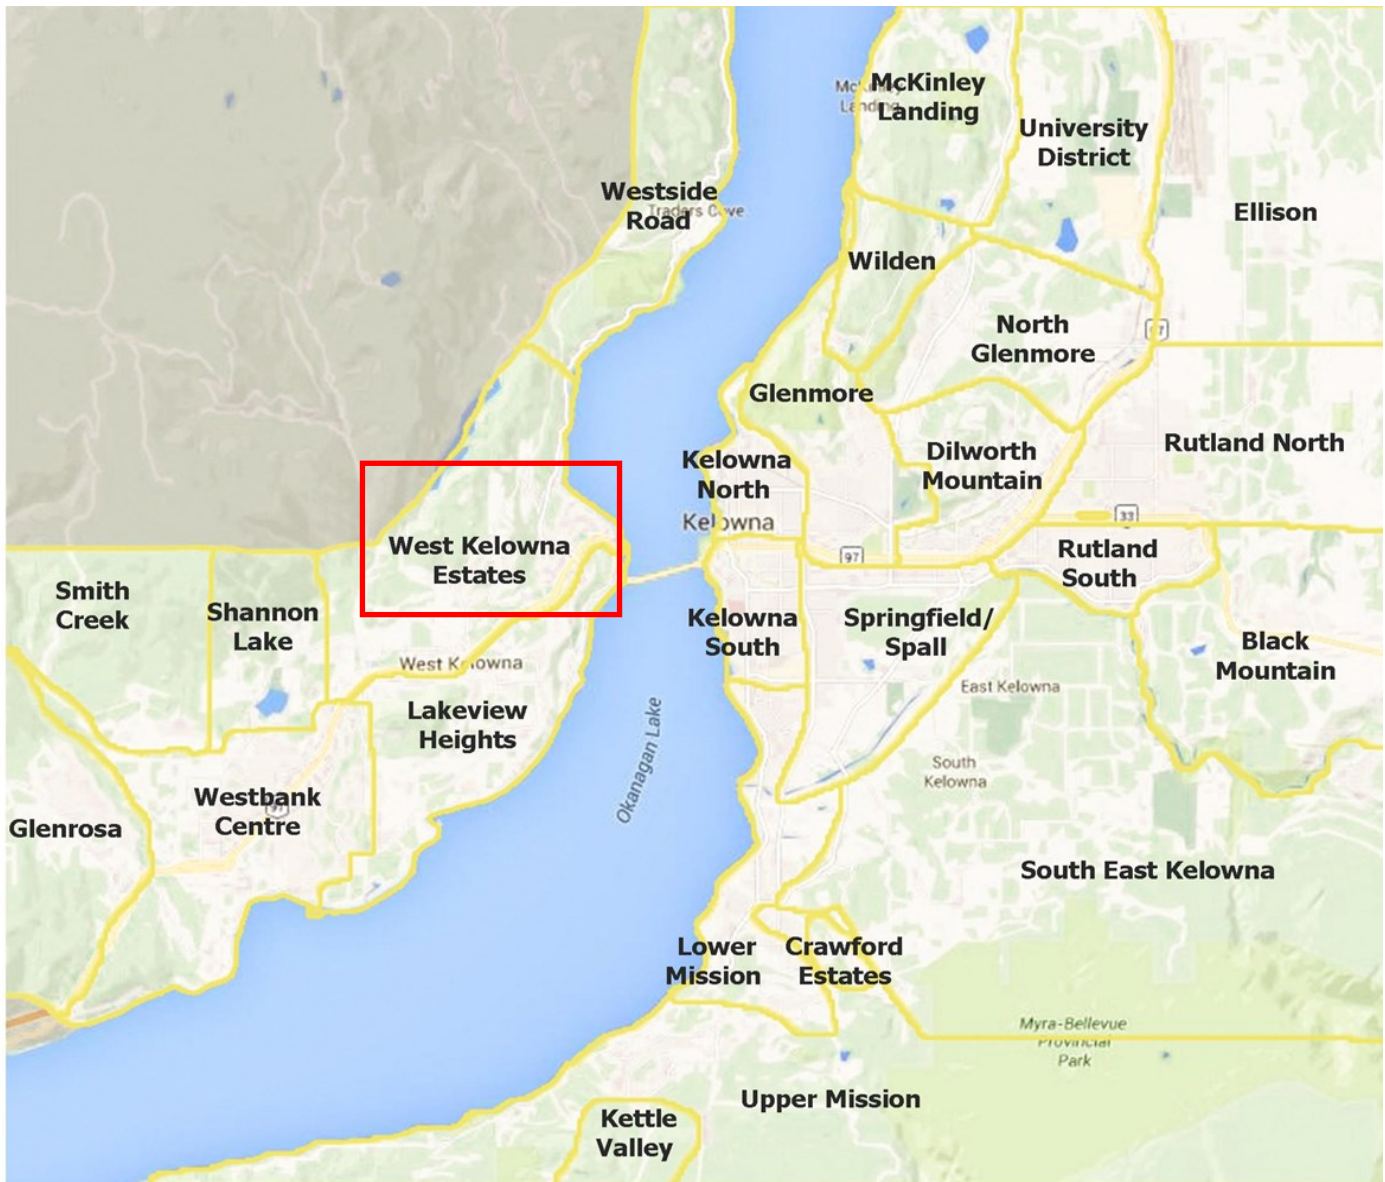 McKinley
Landing
McKinley
Landing
University
District
Westside
Road
Traders Cove
Ellison
Wilden
North
Glenmore
97
Glenmore
Dilworth
Mountain
Rutland North
Kelowna
North
Kelowna
33
97
West Kelowna
Estates
Rutland
South
Smith
Creek
Shannon
Lake
Kelowna
South
Springfield/
Spall
Black
Mountain
West Kelowna
East Kelowna
Lakeview
Heights
Okanagan Lake
South
Kelowna
Westbank
Centre
97
Glenrosa
South East Kelowna
Lower
Mission
Crawford
Estates
Myra-Bellevue
Provincial
Park
Upper Mission
Kettle
Valley